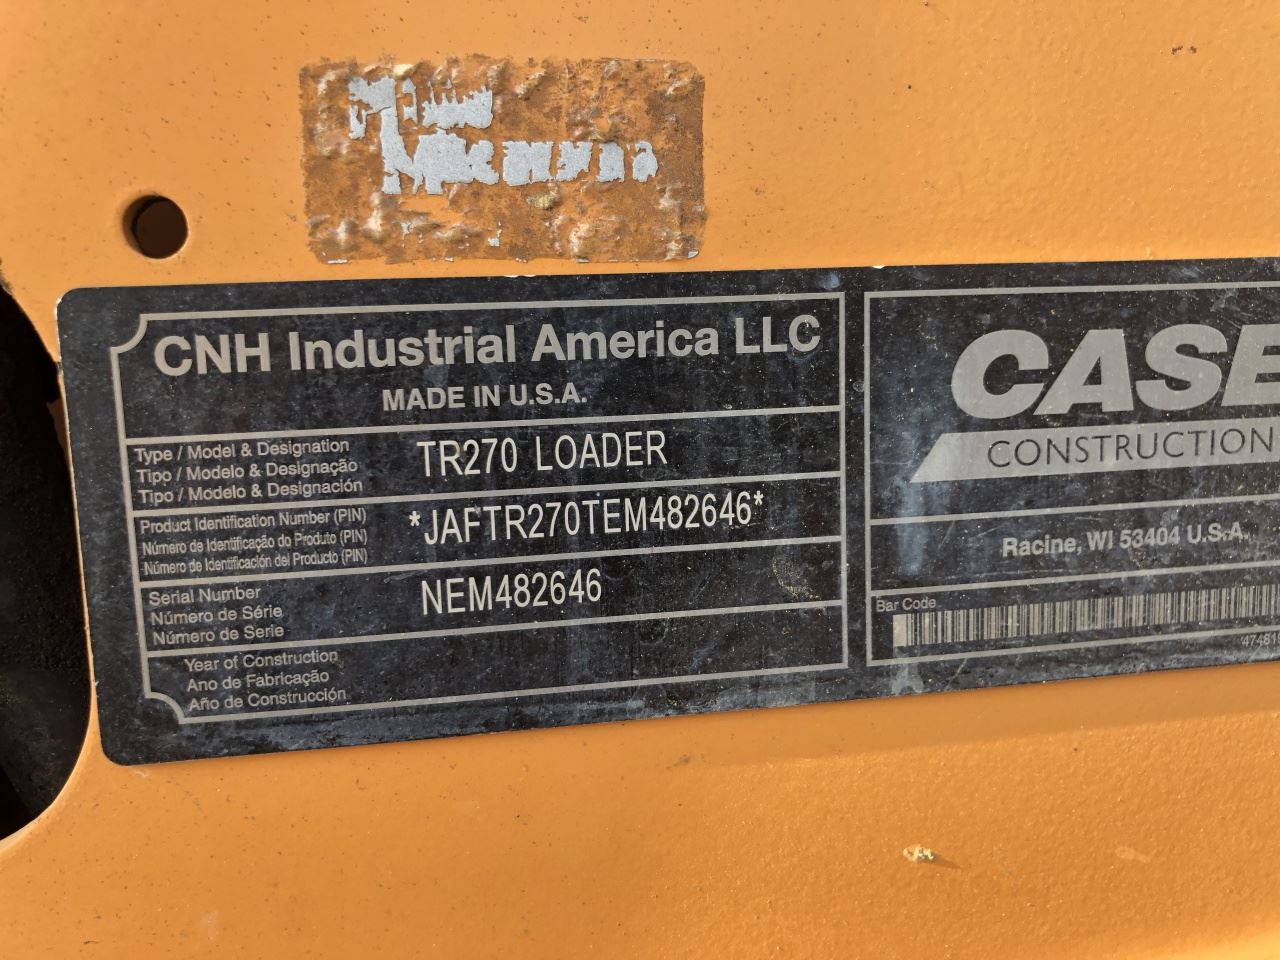 CNH Industrial America LLC
MADE IN U.S.A.
Type / Model & Designation
Tipo / Modelo & Designação
Tipo / Modelo & Designación
TR270 LOADER
Product Identification Number (PIN)
Número de Identificação do Produto (PIN)
Número de Identificación del Producto (PIN)
*JAFTR270TEM482646*
Serial Number
Número de Série
Número de Serie
NEM482646
Year of Construction
Ano de Fabricação
Año de Construcción
CASE
CONSTRUCTION
Racine, WI 53404 U.S.A.
Bar Code